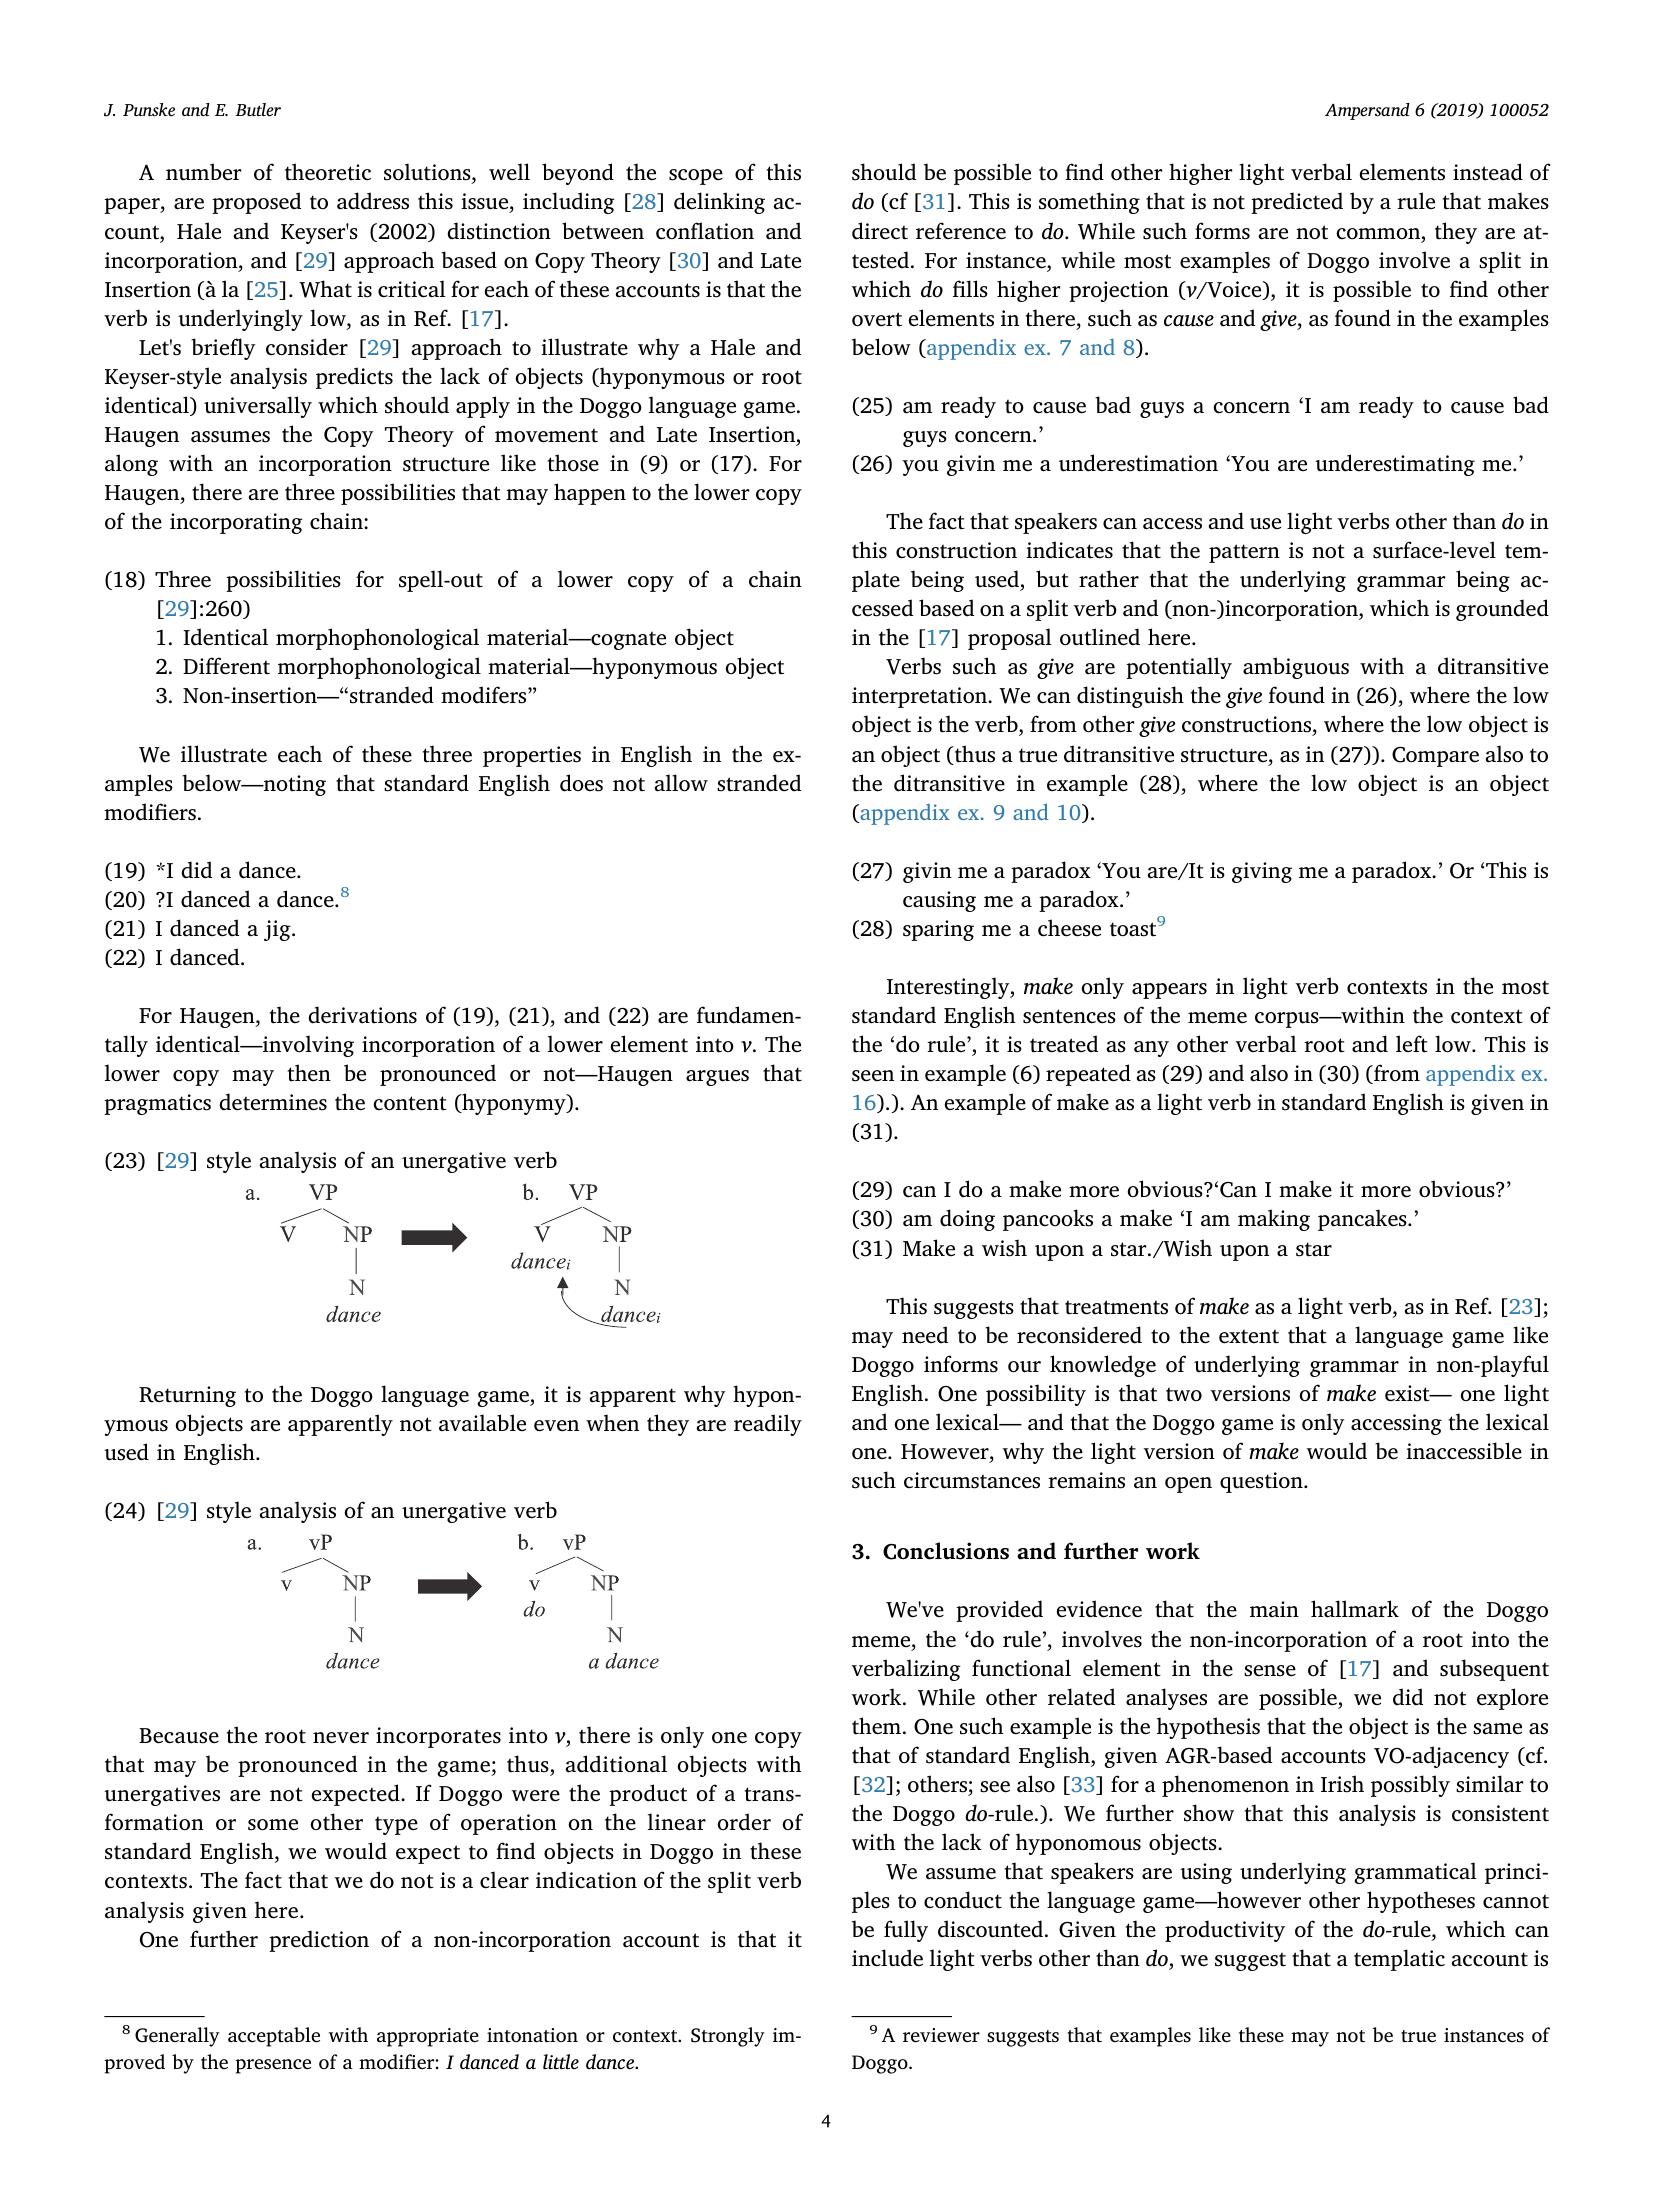 J. Punske and E. Butler
Ampersand 6 (2019) 100052
A number of theoretic solutions, well beyond the scope of this
paper, are proposed to address this issue, including [28] delinking ac-
count, Hale and Keyser's (2002) distinction between conflation and
incorporation, and [29] approach based on Copy Theory [30] and Late
Insertion (à la [25]. What is critical for each of these accounts is that the
verb is underlyingly low, as in Ref. [17].
Let's briefly consider [29] approach to illustrate why a Hale and
Keyser-style analysis predicts the lack of objects (hyponymous or root
identical) universally which should apply in the Doggo language game.
Haugen assumes the Copy Theory of movement and Late Insertion,
along with an incorporation structure like those in (9) or (17). For
Haugen, there are three possibilities that may happen to the lower copy
of the incorporating chain:
(18) Three possibilities for spell-out of a lower copy of a chain
[29]:260)
1. Identical morphophonological material—cognate object
2. Different morphophonological material—hyponymous object
3. Non-insertion—“stranded modifers”
We illustrate each of these three properties in English in the ex-
amples below—noting that standard English does not allow stranded
modifiers.
(19) *I did a dance.
(20) ?I danced a dance.8
(21) I danced a jig.
(22) I danced.
For Haugen, the derivations of (19), (21), and (22) are fundamen-
tally identical—involving incorporation of a lower element into v. The
lower copy may then be pronounced or not—Haugen argues that
pragmatics determines the content (hyponymy).
(23) [29] style analysis of an unergative verb
a. VP b. VP
V NP V NP
dancei
N N
dance dancei
Returning to the Doggo language game, it is apparent why hypon-
ymous objects are apparently not available even when they are readily
used in English.
(24) [29] style analysis of an unergative verb
a. vP b. vP
v NP v NP
do
N N
dance a dance
Because the root never incorporates into v, there is only one copy
that may be pronounced in the game; thus, additional objects with
unergatives are not expected. If Doggo were the product of a trans-
formation or some other type of operation on the linear order of
standard English, we would expect to find objects in Doggo in these
contexts. The fact that we do not is a clear indication of the split verb
analysis given here.
One further prediction of a non-incorporation account is that it
8 Generally acceptable with appropriate intonation or context. Strongly im-
proved by the presence of a modifier: I danced a little dance.
should be possible to find other higher light verbal elements instead of
do (cf [31]. This is something that is not predicted by a rule that makes
direct reference to do. While such forms are not common, they are at-
tested. For instance, while most examples of Doggo involve a split in
which do fills higher projection (v/Voice), it is possible to find other
overt elements in there, such as cause and give, as found in the examples
below (appendix ex. 7 and 8).
(25) am ready to cause bad guys a concern ‘I am ready to cause bad
guys concern.’
(26) you givin me a underestimation ‘You are underestimating me.’
The fact that speakers can access and use light verbs other than do in
this construction indicates that the pattern is not a surface-level tem-
plate being used, but rather that the underlying grammar being ac-
cessed based on a split verb and (non-)incorporation, which is grounded
in the [17] proposal outlined here.
Verbs such as give are potentially ambiguous with a ditransitive
interpretation. We can distinguish the give found in (26), where the low
object is the verb, from other give constructions, where the low object is
an object (thus a true ditransitive structure, as in (27)). Compare also to
the ditransitive in example (28), where the low object is an object
(appendix ex. 9 and 10).
(27) givin me a paradox ‘You are/It is giving me a paradox.’ Or ‘This is
causing me a paradox.’
(28) sparing me a cheese toast9
Interestingly, make only appears in light verb contexts in the most
standard English sentences of the meme corpus—within the context of
the ‘do rule’, it is treated as any other verbal root and left low. This is
seen in example (6) repeated as (29) and also in (30) (from appendix ex.
16).). An example of make as a light verb in standard English is given in
(31).
(29) can I do a make more obvious?‘Can I make it more obvious?’
(30) am doing pancooks a make ‘I am making pancakes.’
(31) Make a wish upon a star./Wish upon a star
This suggests that treatments of make as a light verb, as in Ref. [23];
may need to be reconsidered to the extent that a language game like
Doggo informs our knowledge of underlying grammar in non-playful
English. One possibility is that two versions of make exist— one light
and one lexical— and that the Doggo game is only accessing the lexical
one. However, why the light version of make would be inaccessible in
such circumstances remains an open question.
3. Conclusions and further work
We've provided evidence that the main hallmark of the Doggo
meme, the ‘do rule’, involves the non-incorporation of a root into the
verbalizing functional element in the sense of [17] and subsequent
work. While other related analyses are possible, we did not explore
them. One such example is the hypothesis that the object is the same as
that of standard English, given AGR-based accounts VO-adjacency (cf.
[32]; others; see also [33] for a phenomenon in Irish possibly similar to
the Doggo do-rule.). We further show that this analysis is consistent
with the lack of hyponomous objects.
We assume that speakers are using underlying grammatical princi-
ples to conduct the language game—however other hypotheses cannot
be fully discounted. Given the productivity of the do-rule, which can
include light verbs other than do, we suggest that a templatic account is
9 A reviewer suggests that examples like these may not be true instances of
Doggo.
4